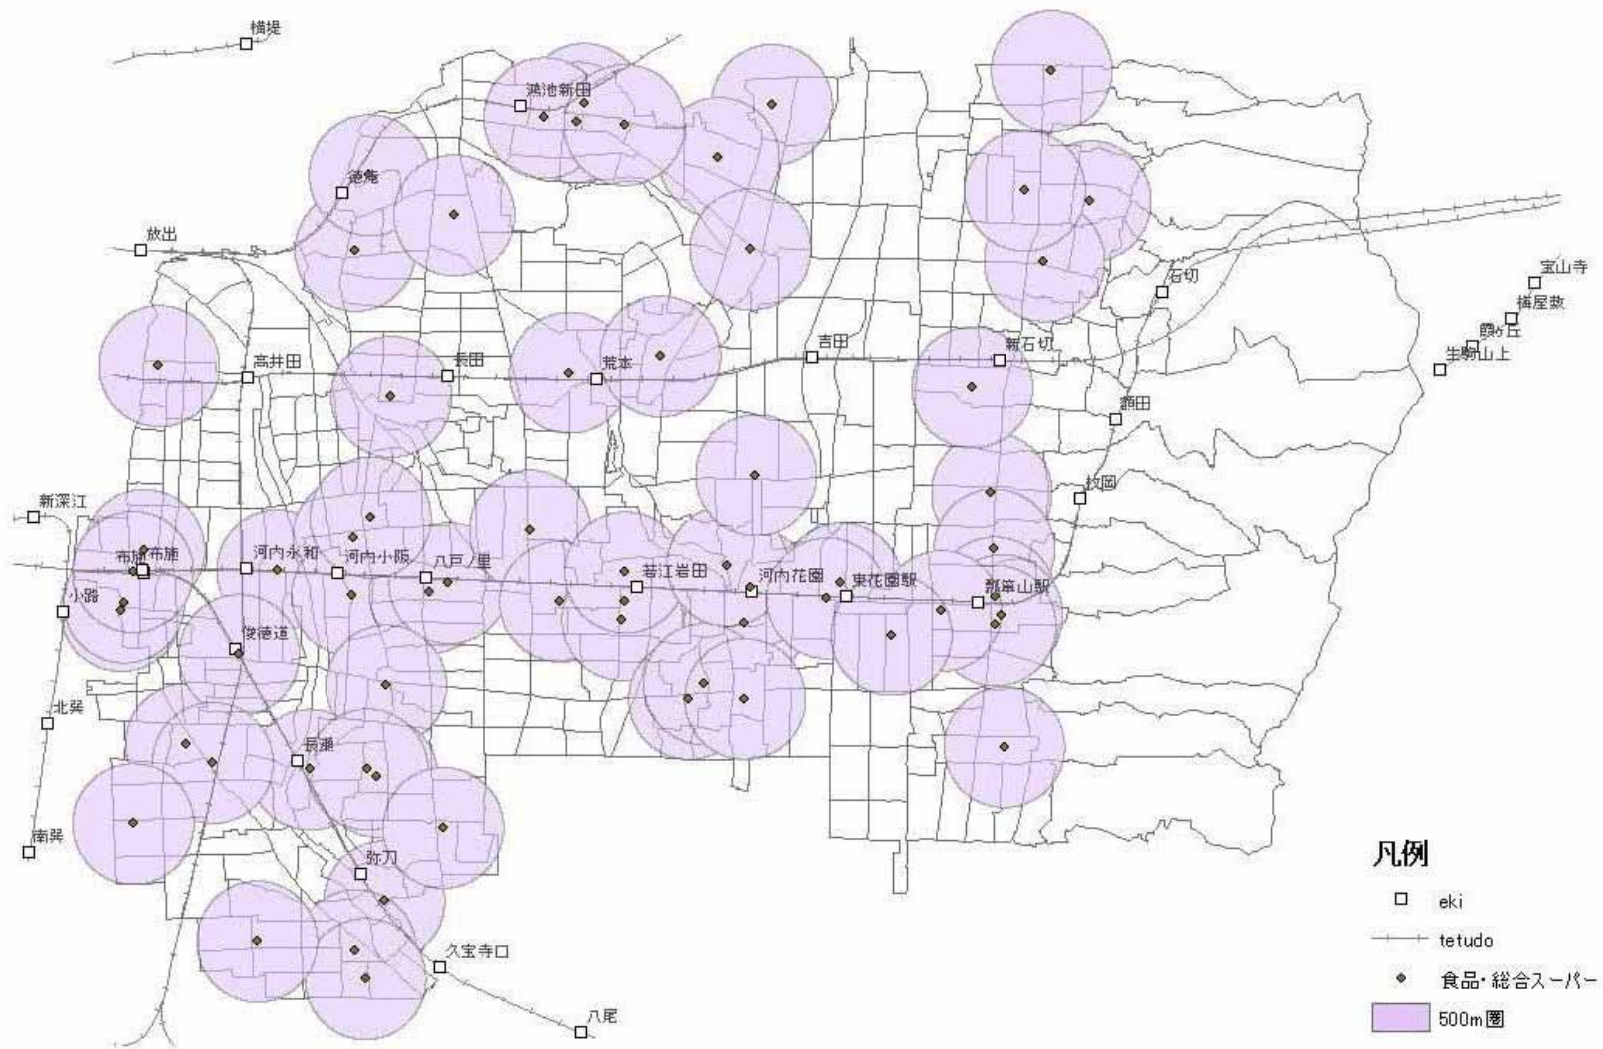 横堤
鴻池新田
徳庵
放出
石切
宝山寺
梅屋敷
霞ヶ丘
生駒山上
吉田
新石切
高井田
長田
荒本
額田
枚岡
新深江
布施
布施
河内永和
河内小阪
八戸ノ里
若江岩田
河内花園
東花園駅
瓢箪山駅
小路
俊徳道
北巽
長瀬
南巽
弥刀
久宝寺口
八尾
凡例
eki
tetudo
食品・総合スーパー
500m圏